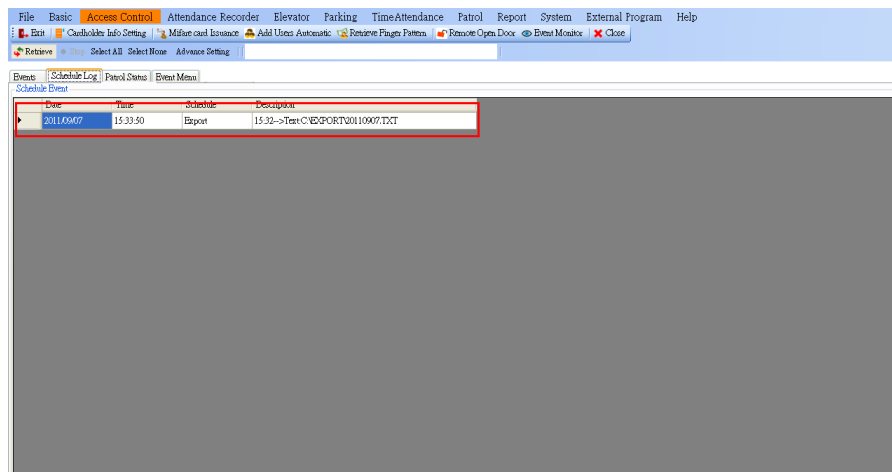 File Basic Access Control Attendance Recorder Elevator Parking TimeAttendance Patrol Report System External Program Help
Exit Cardholder Info Setting Mifare card Issuance Add Users Automatic Retrieve Finger Pattern Remote Open Door Event Monitor Close
Retrieve Stop Select All Select None Advance Setting
Events Schedule Log Patrol Status Event Menu
Schedule Event
Date Time Schedule Description
2011/09/07 15:33:50 Export 15:32-->Text:C:\EXPORT\20110907.TXT